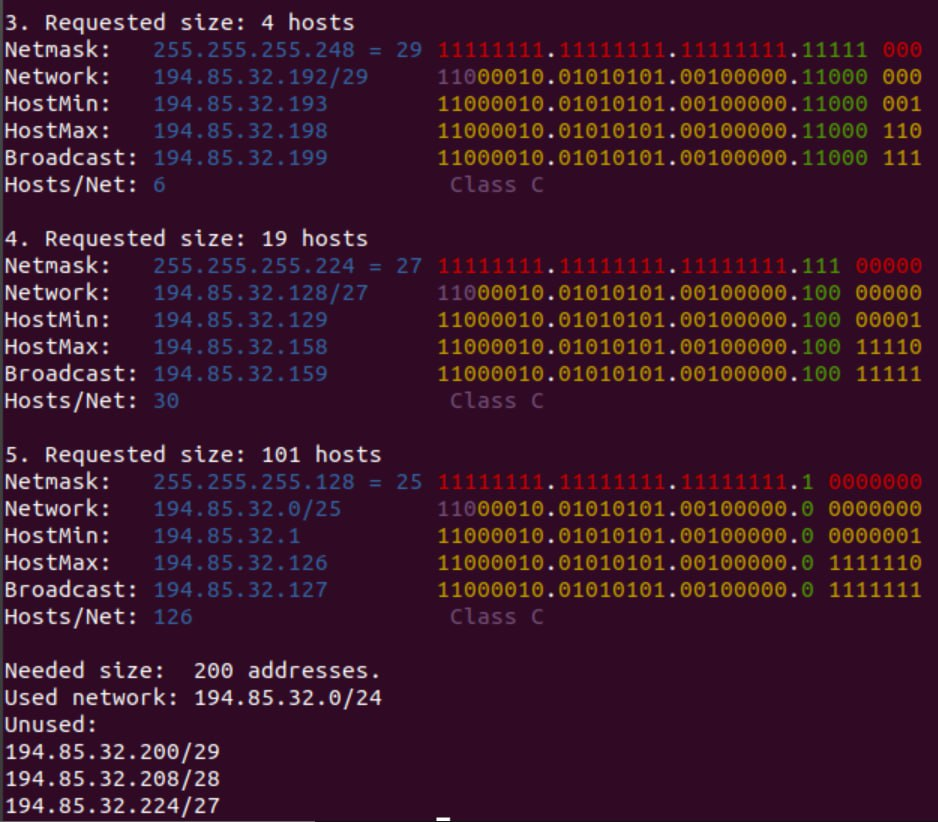 3. Requested size: 4 hosts
Netmask:   255.255.255.248 = 29 11111111.11111111.11111111.11111 000
Network:   194.85.32.192/29     11000010.01010101.00100000.11000 000
HostMin:   194.85.32.193        11000010.01010101.00100000.11000 001
HostMax:   194.85.32.198        11000010.01010101.00100000.11000 110
Broadcast: 194.85.32.199        11000010.01010101.00100000.11000 111
Hosts/Net: 6                     Class C
4. Requested size: 19 hosts
Netmask:   255.255.255.224 = 27 11111111.11111111.11111111.111 00000
Network:   194.85.32.128/27     11000010.01010101.00100000.100 00000
HostMin:   194.85.32.129        11000010.01010101.00100000.100 00001
HostMax:   194.85.32.158        11000010.01010101.00100000.100 11110
Broadcast: 194.85.32.159        11000010.01010101.00100000.100 11111
Hosts/Net: 30                    Class C
5. Requested size: 101 hosts
Netmask:   255.255.255.128 = 25 11111111.11111111.11111111.1 0000000
Network:   194.85.32.0/25       11000010.01010101.00100000.0 0000000
HostMin:   194.85.32.1          11000010.01010101.00100000.0 0000001
HostMax:   194.85.32.126        11000010.01010101.00100000.0 1111110
Broadcast: 194.85.32.127        11000010.01010101.00100000.0 1111111
Hosts/Net: 126                   Class C
Needed size:  200 addresses.
Used network: 194.85.32.0/24
Unused:
194.85.32.200/29
194.85.32.208/28
194.85.32.224/27